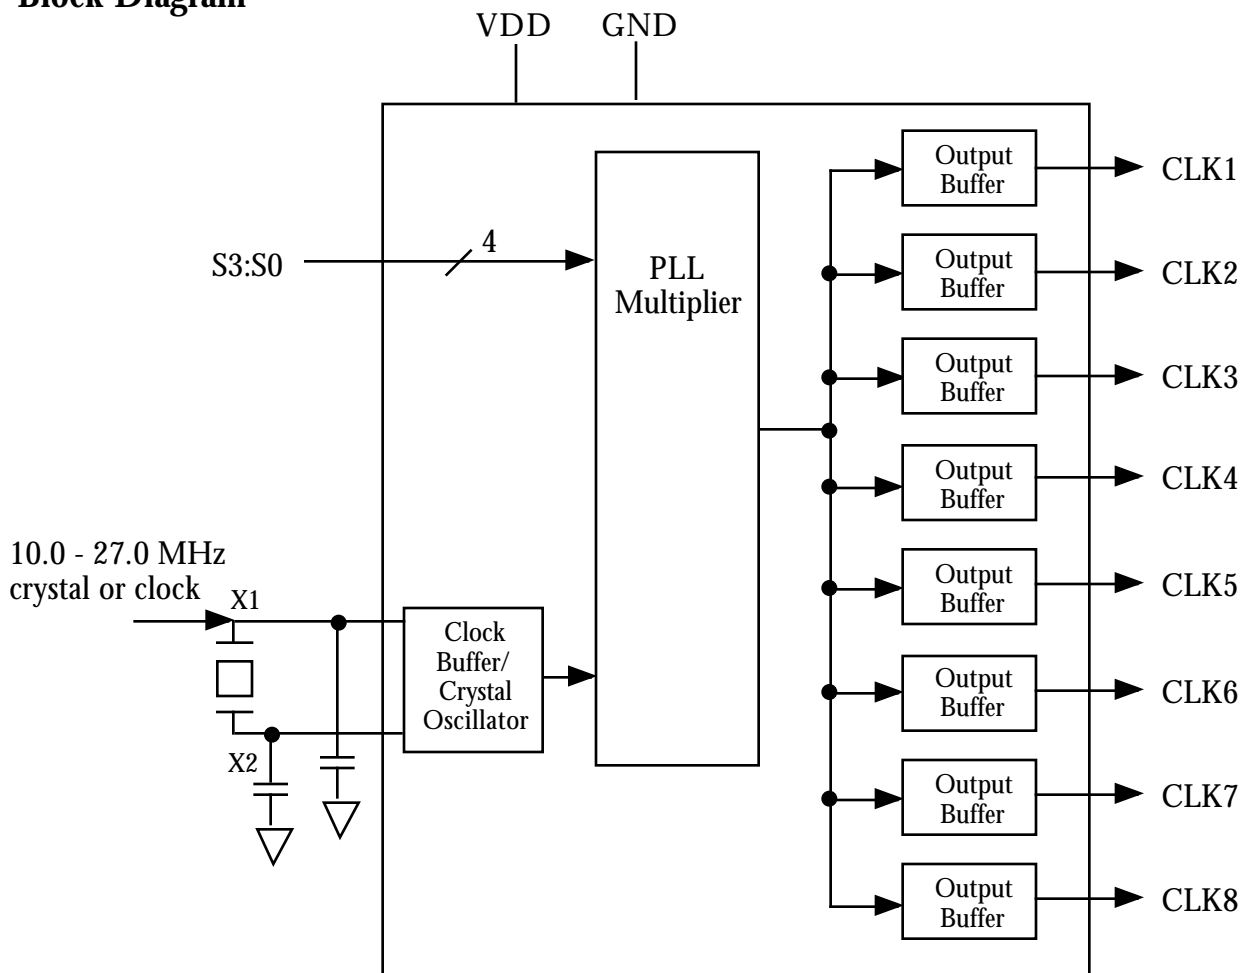 Block Diagram
VDD
GND
S3:S0
4
PLL
Multiplier
10.0 - 27.0 MHz
crystal or clock
X1
X2
Clock
Buffer/
Crystal
Oscillator
Output
Buffer
CLK1
Output
Buffer
CLK2
Output
Buffer
CLK3
Output
Buffer
CLK4
Output
Buffer
CLK5
Output
Buffer
CLK6
Output
Buffer
CLK7
Output
Buffer
CLK8